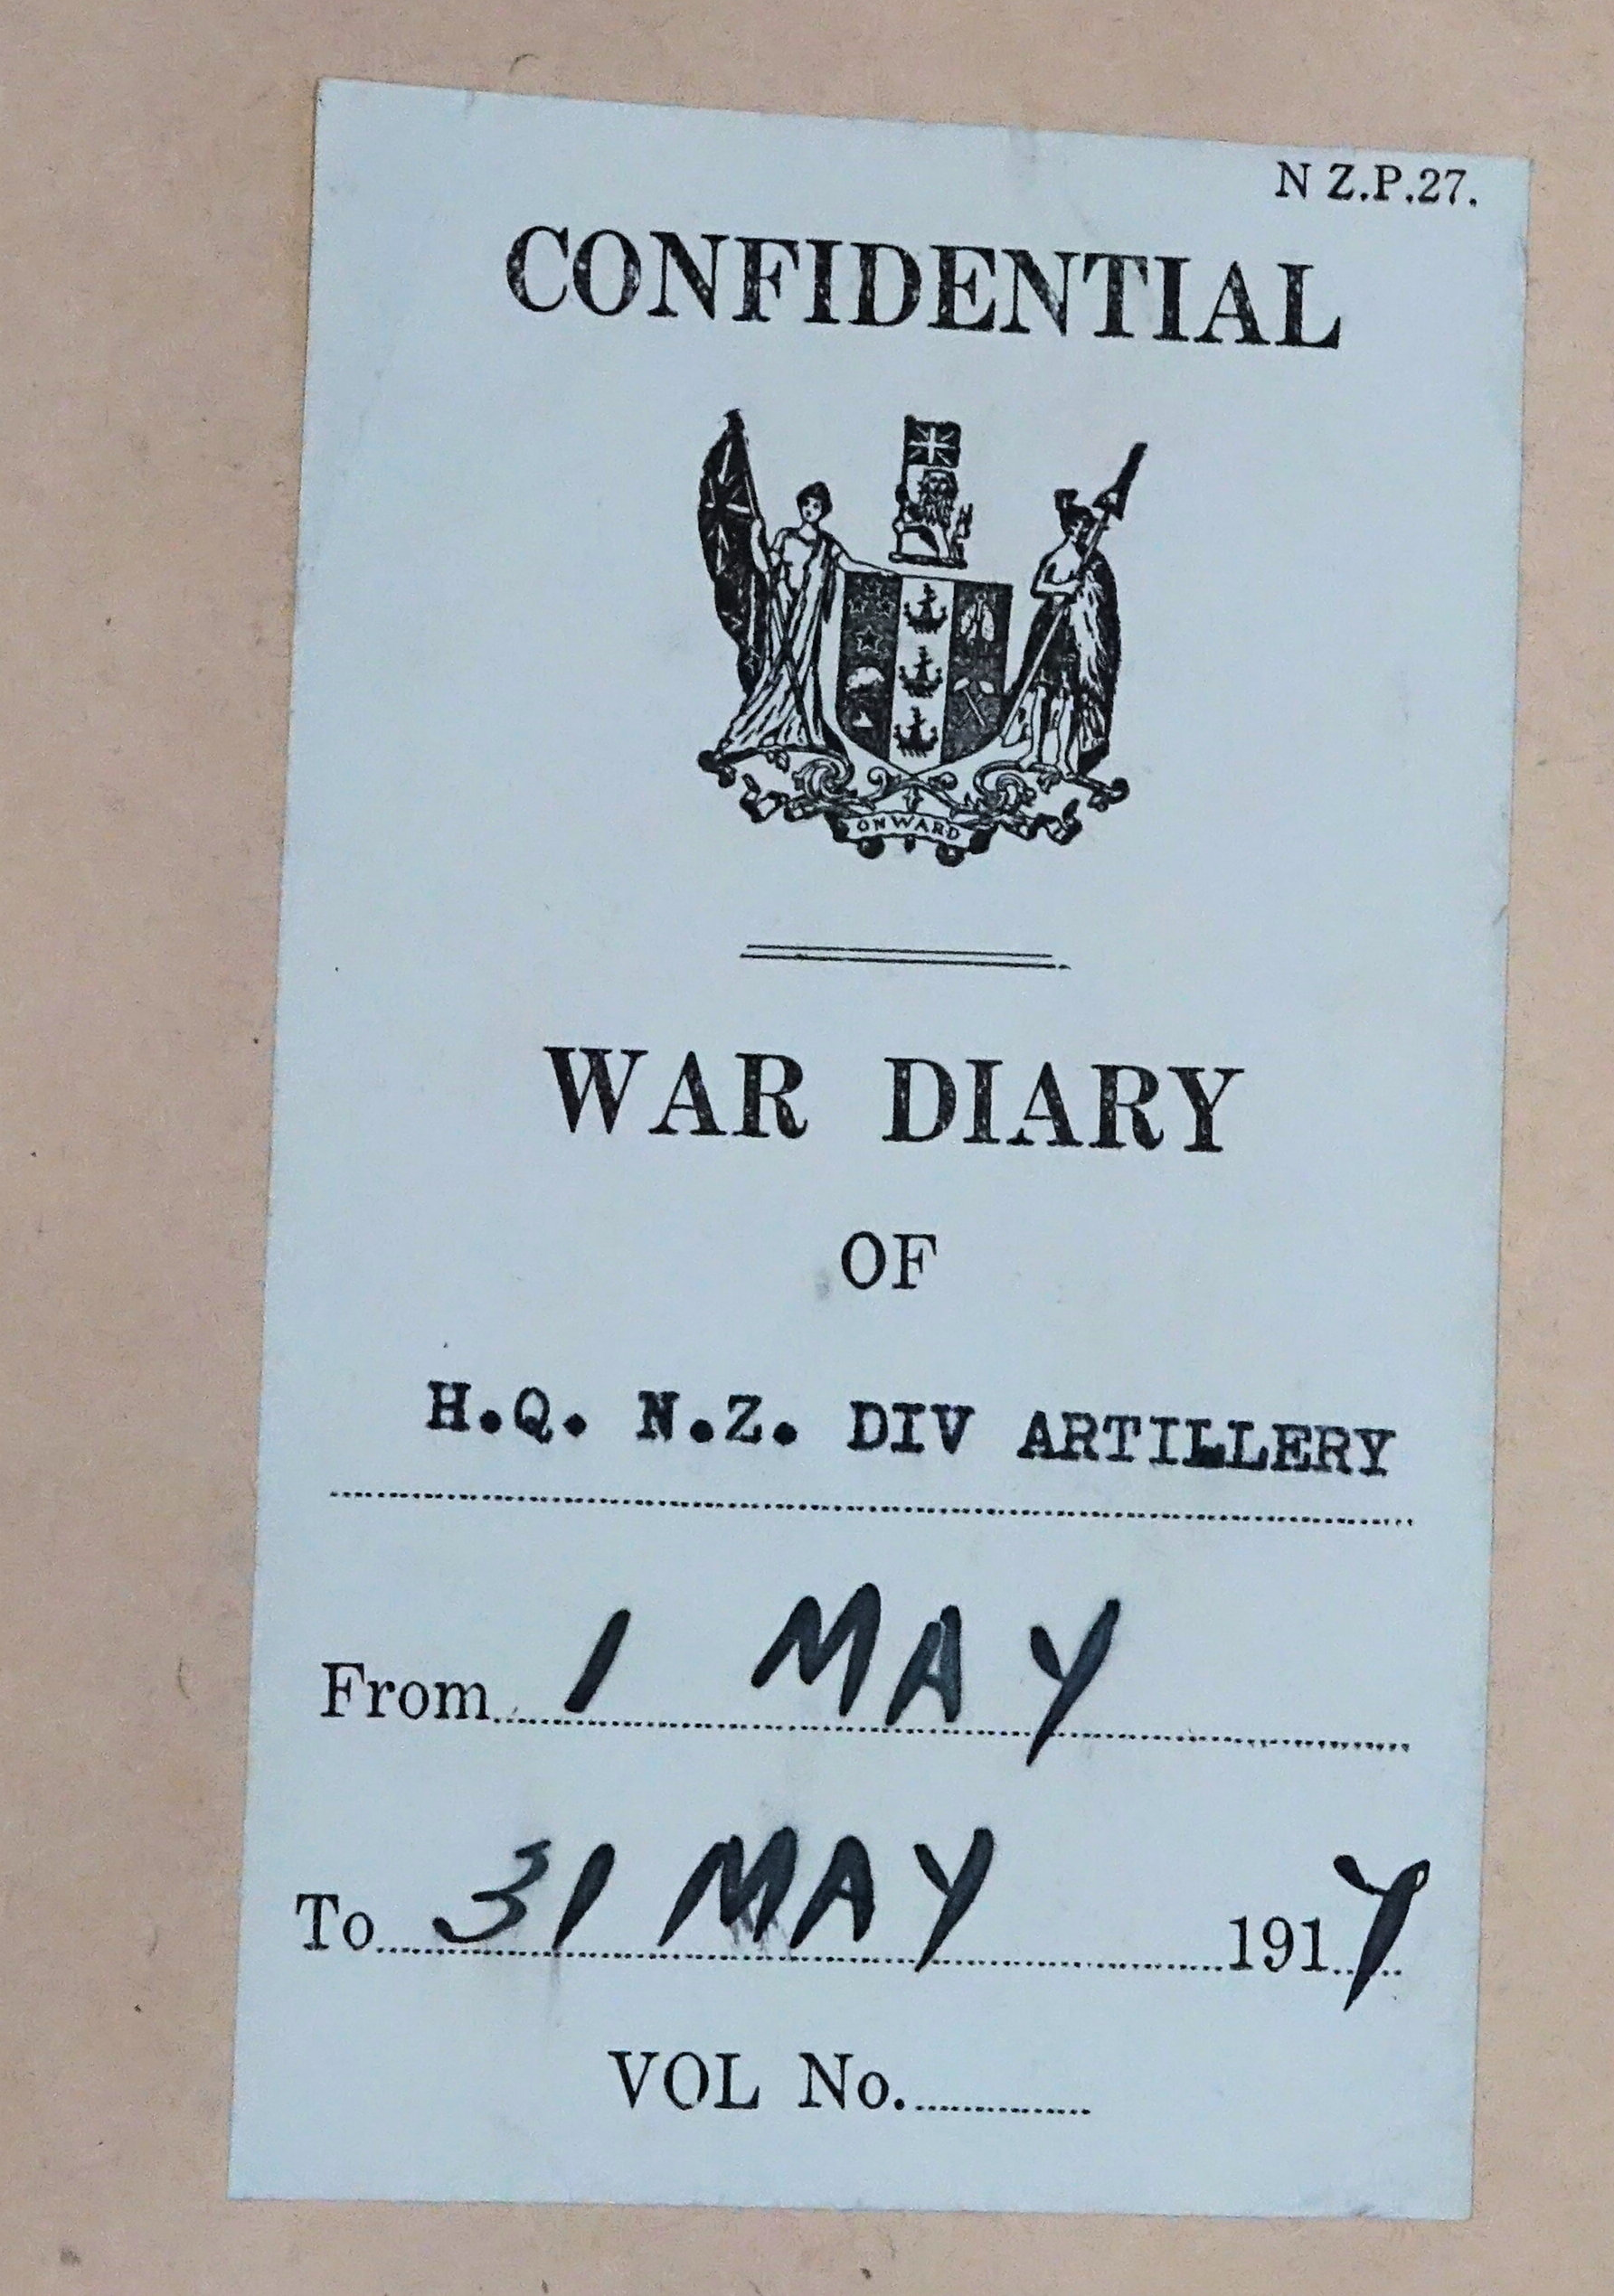 N Z.P.27.
CONFIDENTIAL
ONWARD
WAR DIARY
OF
H.Q. N.Z. DIV ARTILLERY
From 1 MAY
To 31 MAY 1917
VOL No.